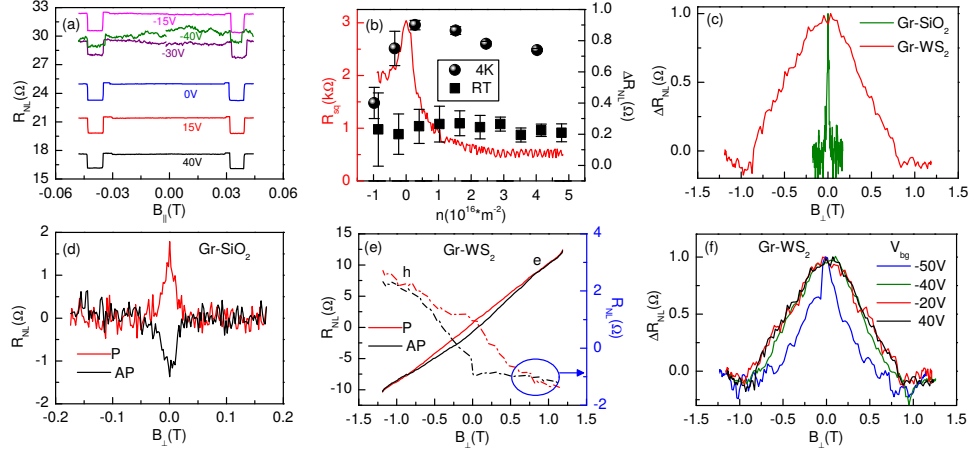 (a)
-15V
-40V
-30V
0V
15V
40V
33
30
27
24
21
18
15
R_NL(Ω)
-0.06 -0.03 0.00 0.03 0.06
B_||(T)
(b)
4K
RT
3
2
1
0
R_sq(kΩ)
1.0
0.9
0.8
0.6
0.4
0.2
0.0
ΔR_NL(Ω)
-1 0 1 2 3 4 5
n(10^16*m^-2)
(c)
Gr-SiO_2
Gr-WS_2
1.0
0.5
0.0
ΔR_NL(Ω)
-1.5 -1.0 -0.5 0.0 0.5 1.0 1.5
B_⊥(T)
(d)
Gr-SiO_2
P
AP
2
1
0
-1
-2
R_NL(Ω)
-0.2 -0.1 0.0 0.1 0.2
B_⊥(T)
(e)
Gr-WS_2
h
e
P
AP
15
10
5
0
-5
-10
R_NL(Ω)
4
3
2
1
0
-1
-2
R_NL(Ω)
-1.5 -1.0 -0.5 0.0 0.5 1.0 1.5
B_⊥(T)
(f)
Gr-WS_2
V_bg
-50V
-40V
-20V
40V
1.0
0.5
0.0
ΔR_NL(Ω)
-1.5 -1.0 -0.5 0.0 0.5 1.0 1.5
B_⊥(T)